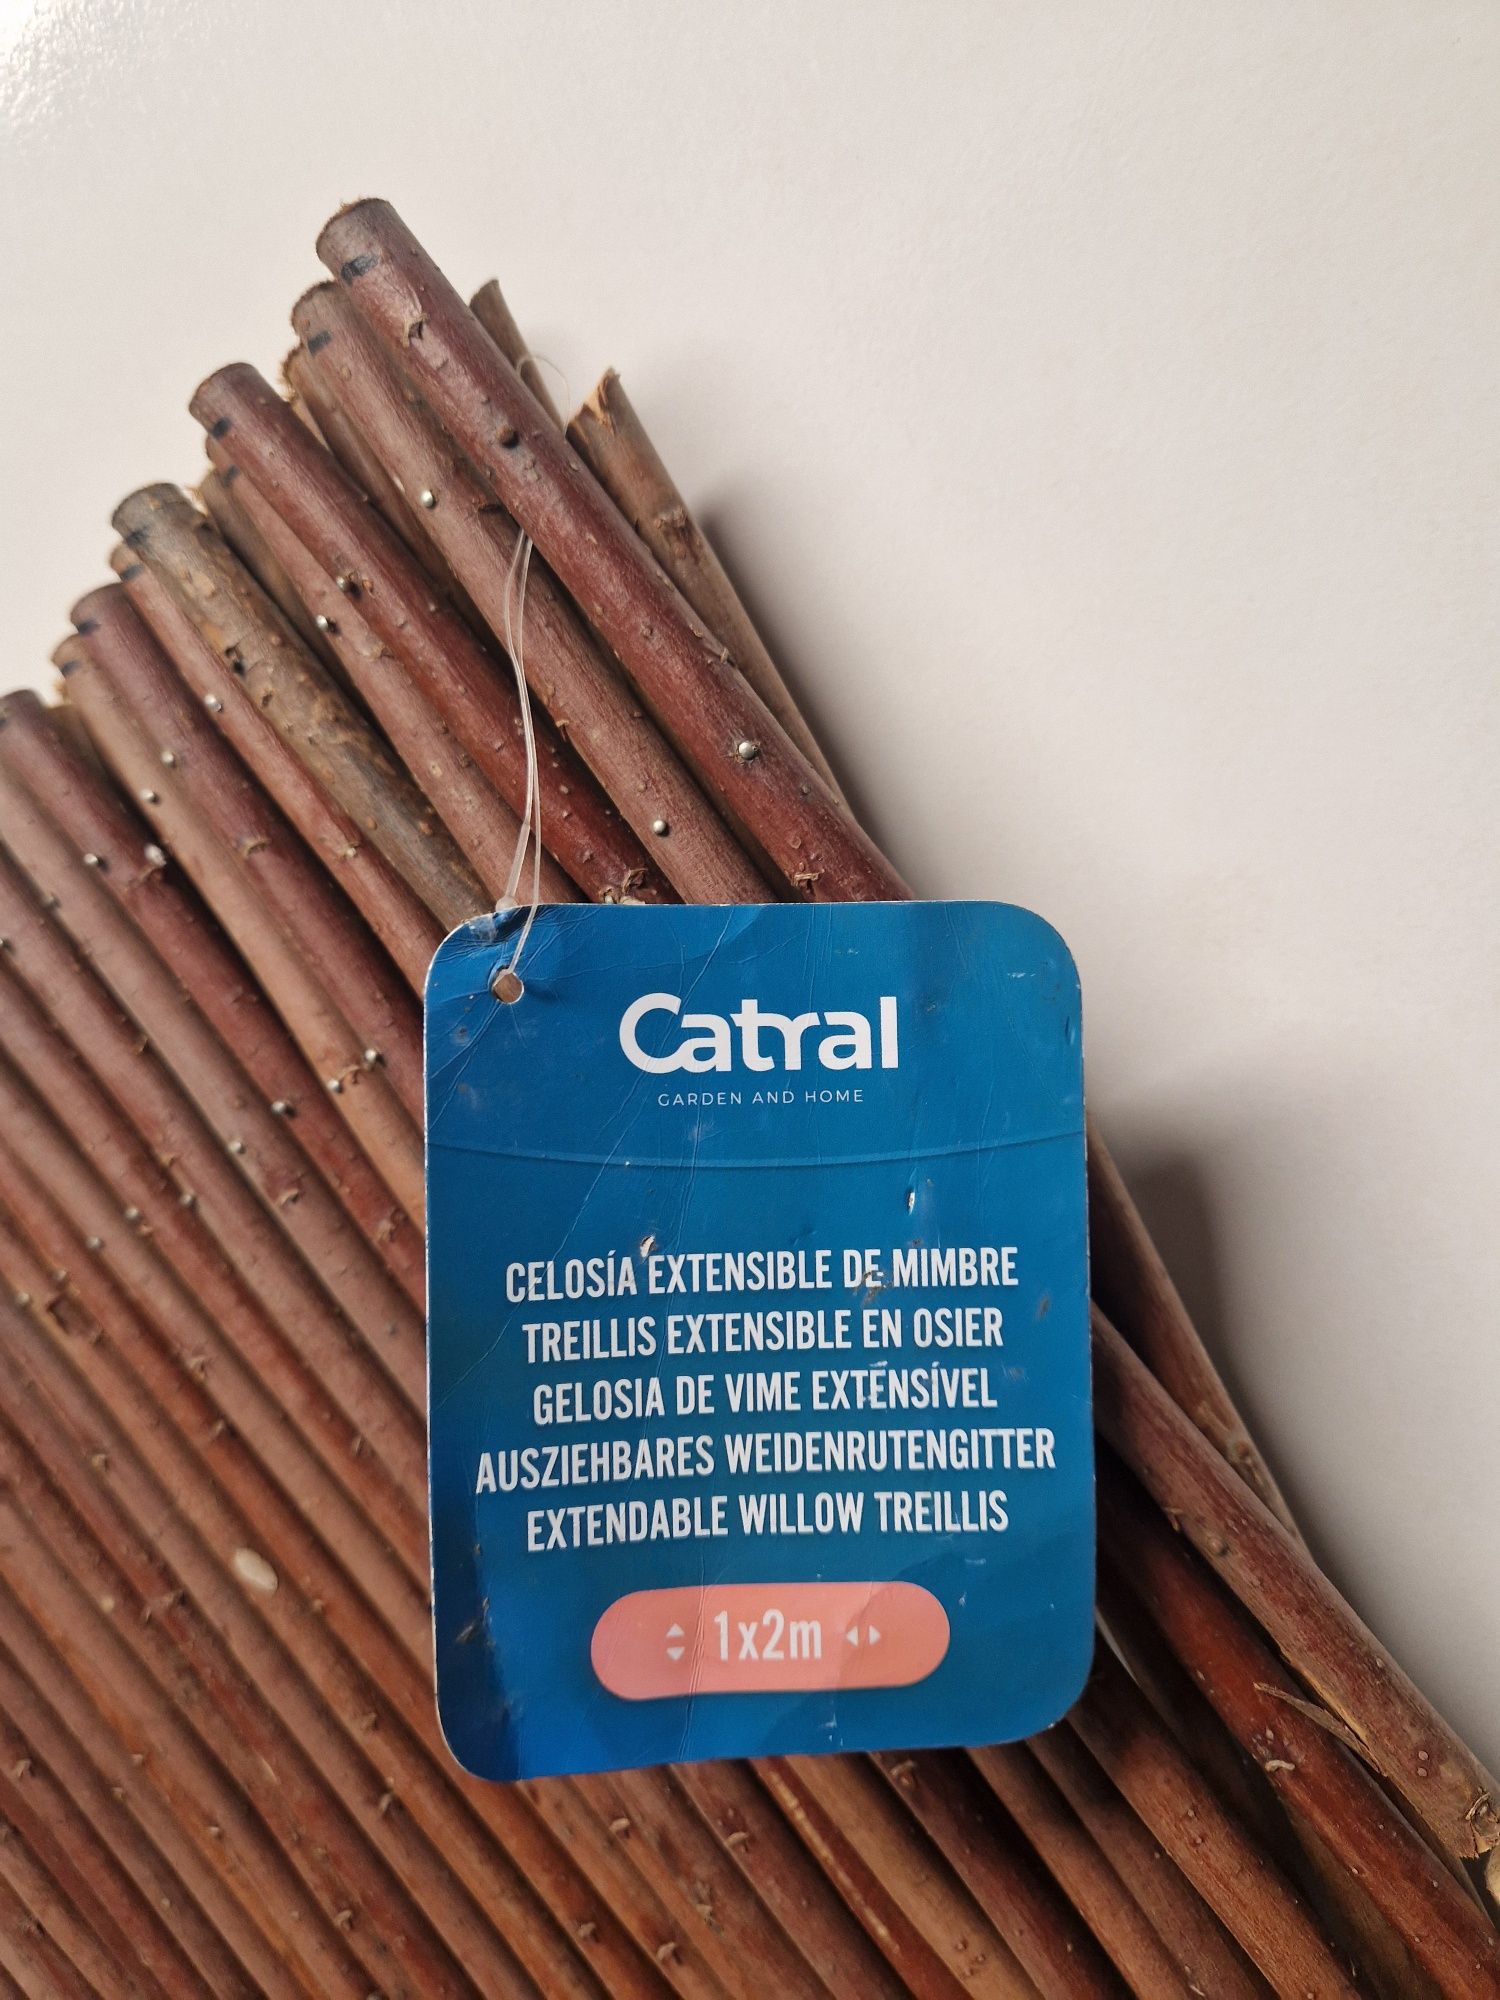 Catral
GARDEN AND HOME
CELOSÍA EXTENSIBLE DE MIMBRE
TREILLIS EXTENSIBLE EN OSIER
GELOSIA DE VIME EXTENSÍVEL
AUSZIEHBARES WEIDENRUTENGITTER
EXTENDABLE WILLOW TREILLIS
1x2m